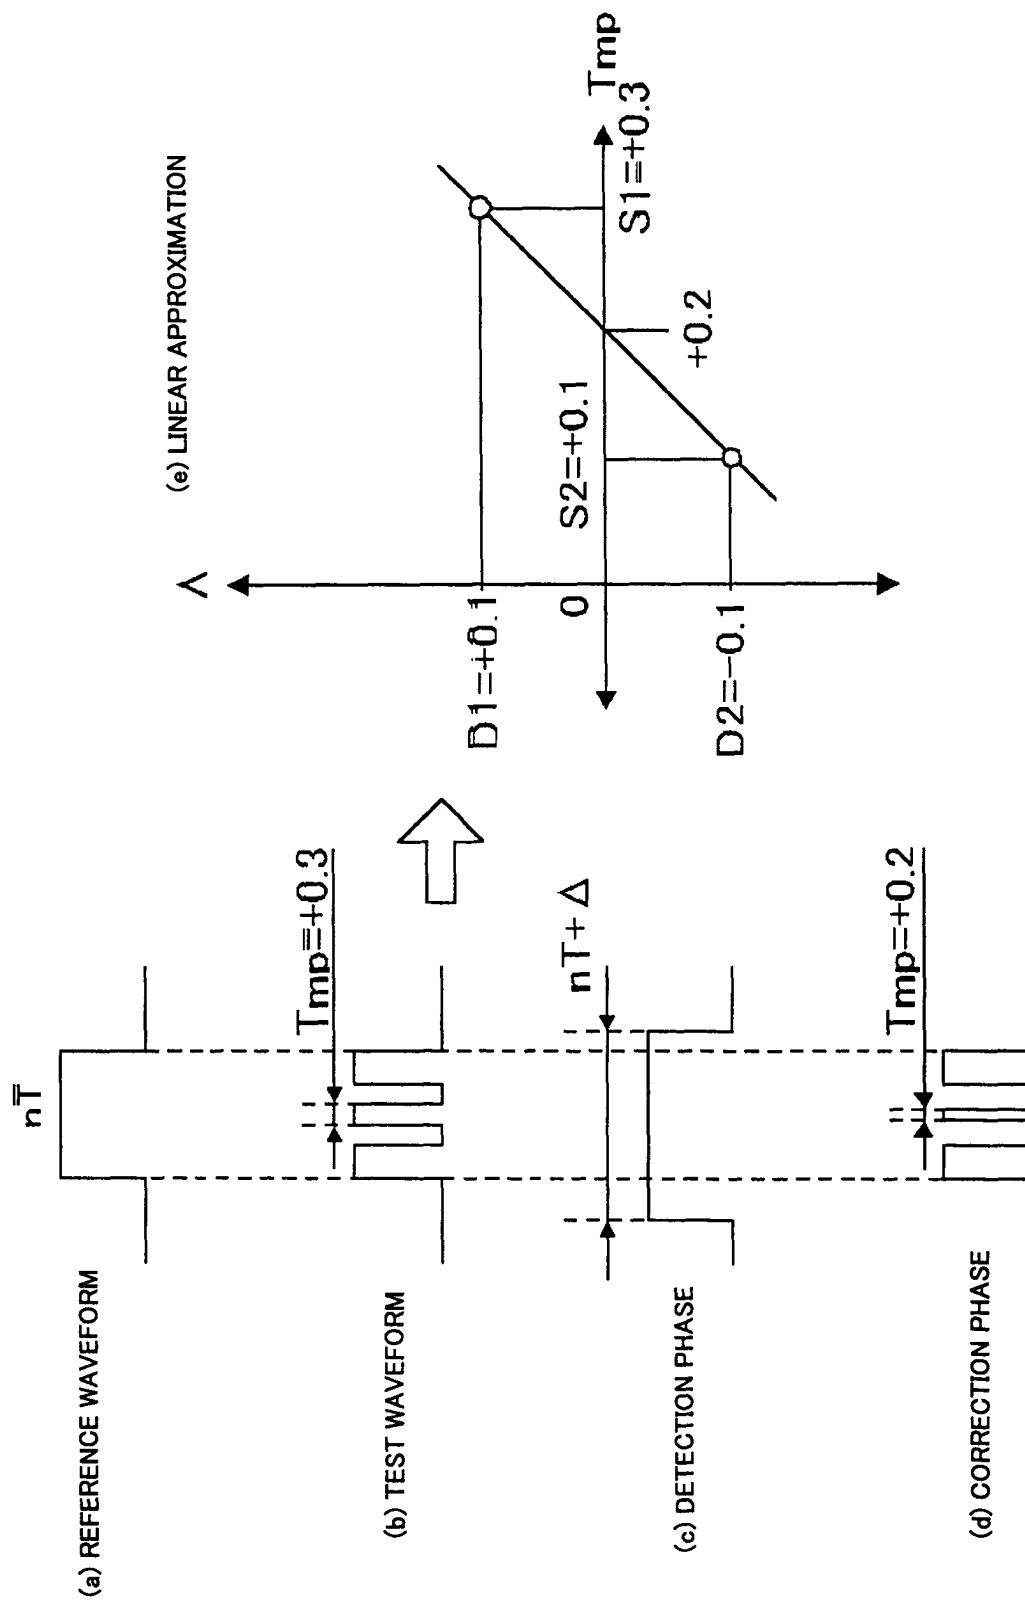 (a) REFERENCE WAVEFORM
nT
(b) TEST WAVEFORM
Tmp=+0.3
(c) DETECTION PHASE
nT+Δ
(d) CORRECTION PHASE
Tmp=+0.2
(e) LINEAR APPROXIMATION
Δ
D1=+0.1
0
D2=-0.1
S2=+0.1
+0.2
S1=+0.3
Tmp